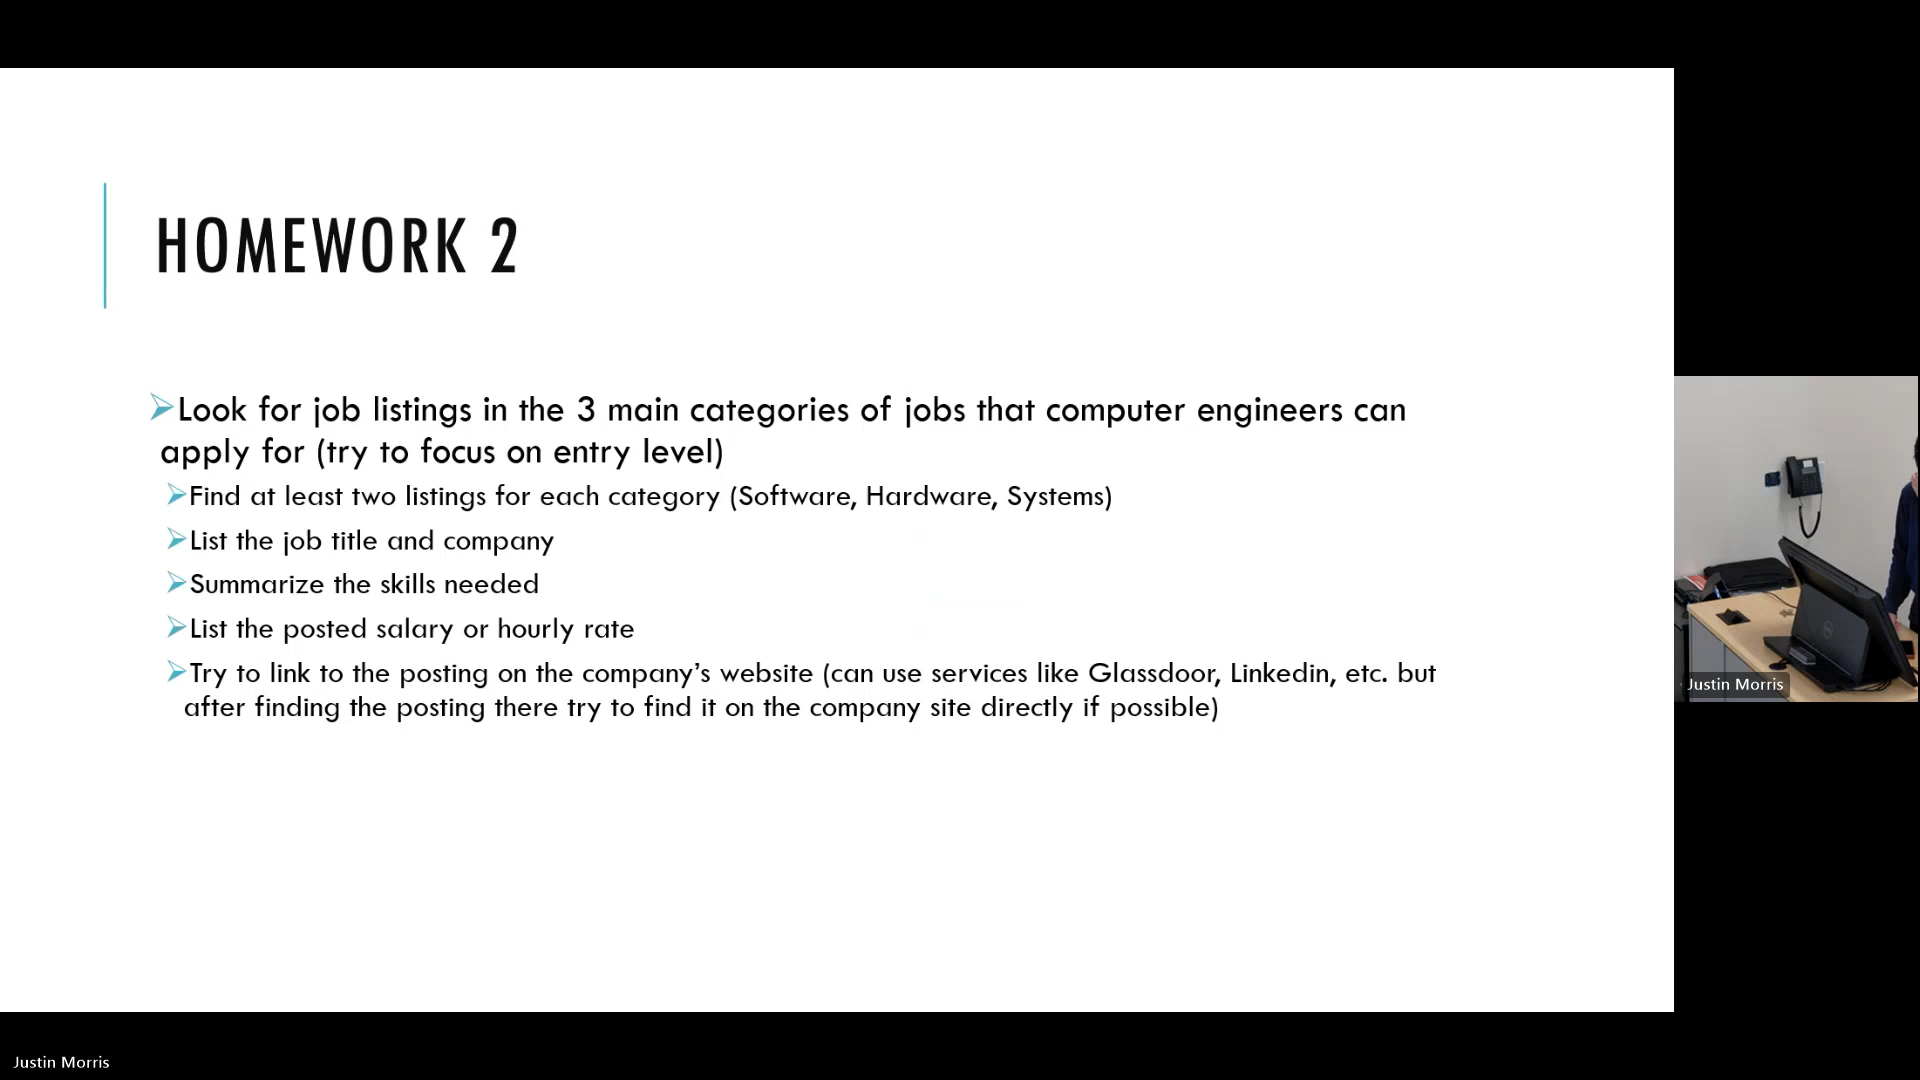 HOMEWORK 2
➢Look for job listings in the 3 main categories of jobs that computer engineers can
apply for (try to focus on entry level)
➢Find at least two listings for each category (Software, Hardware, Systems)
➢List the job title and company
➢Summarize the skills needed
➢List the posted salary or hourly rate
➢Try to link to the posting on the company’s website (can use services like Glassdoor, Linkedin, etc. but
after finding the posting there try to find it on the company site directly if possible)
Justin Morris
Justin Morris